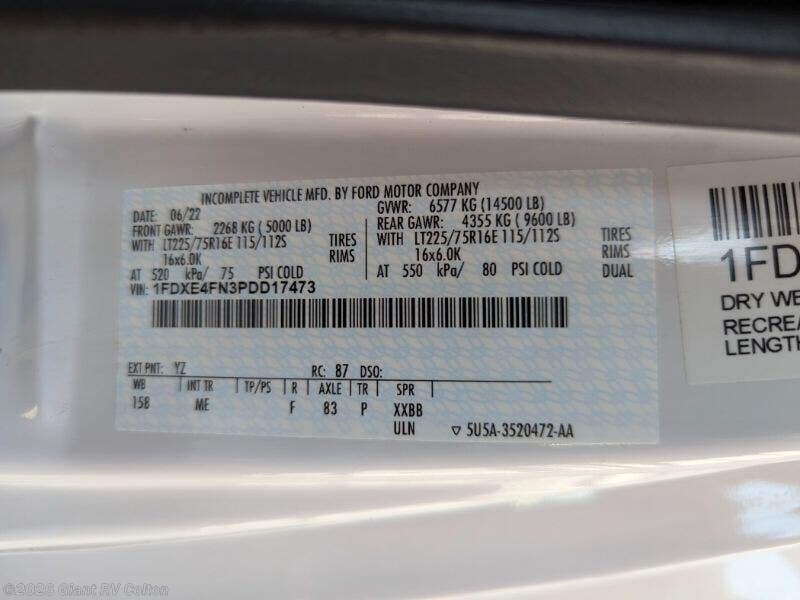 INCOMPLETE VEHICLE MFD. BY FORD MOTOR COMPANY
DATE: 06/22 GVWR: 6577 KG (14500 LB)
FRONT GAWR: 2268 KG ( 5000 LB) REAR GAWR: 4355 KG ( 9600 LB)
WITH LT225/75R16E 115/112S TIRES WITH LT225/75R16E 115/112S TIRES
16x6.0K RIMS 16x6.0K RIMS
AT 520 kPa/ 75 PSI COLD AT 550 kPa/ 80 PSI COLD DUAL
VIN: 1FDXE4FN3PDD17473
EXT PNT: YZ RC: 87 DSO:
WB INT TR TP/PS R AXLE TR SPR
158 ME F 83 P XXBB
ULN ▽ 5U5A-3520472-AA
1FD
DRY WE
RECREA
LENGTH
©2026 Giant RV Colton